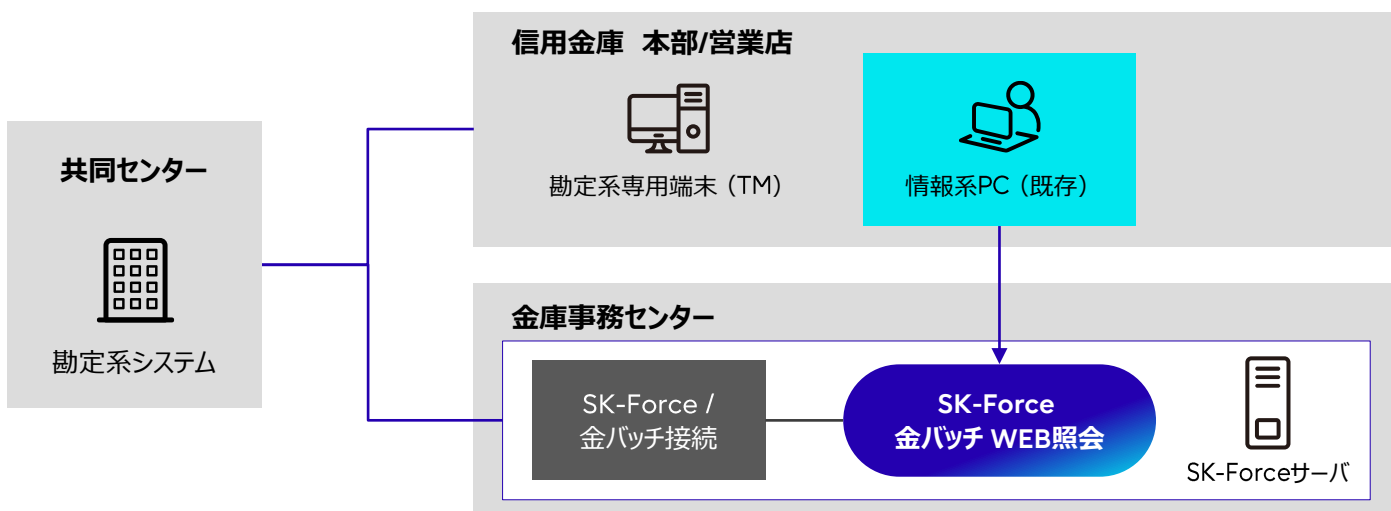 共同センター
勘定系システム
信用金庫 本部/営業店
勘定系専用端末（TM）
情報系PC（既存）
金庫事務センター
SK-Force /
金バッチ接続
SK-Force
金バッチ WEB照会
SK-Forceサーバ